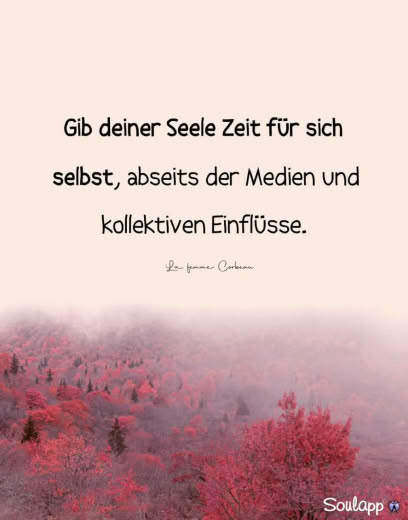 Gib deiner Seele Zeit für sich
selbst, abseits der Medien und
kollektiven Einflüsse.
La femme Corbeau
Soulapp